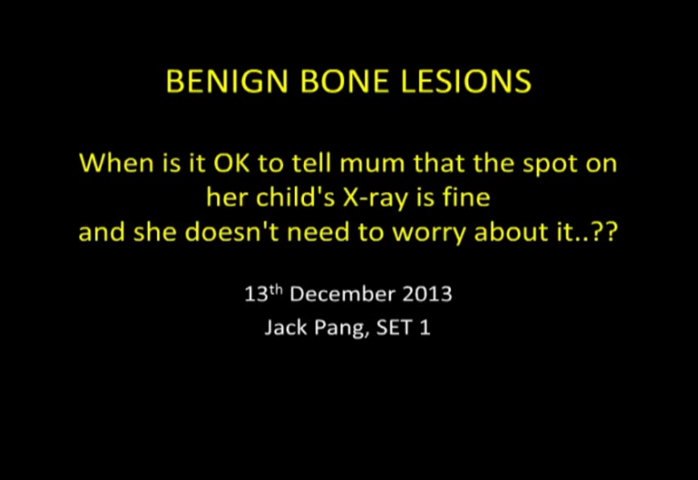 BENIGN BONE LESIONS
When is it OK to tell mum that the spot on
her child's X-ray is fine
and she doesn't need to worry about it..??
13th December 2013
Jack Pang, SET 1